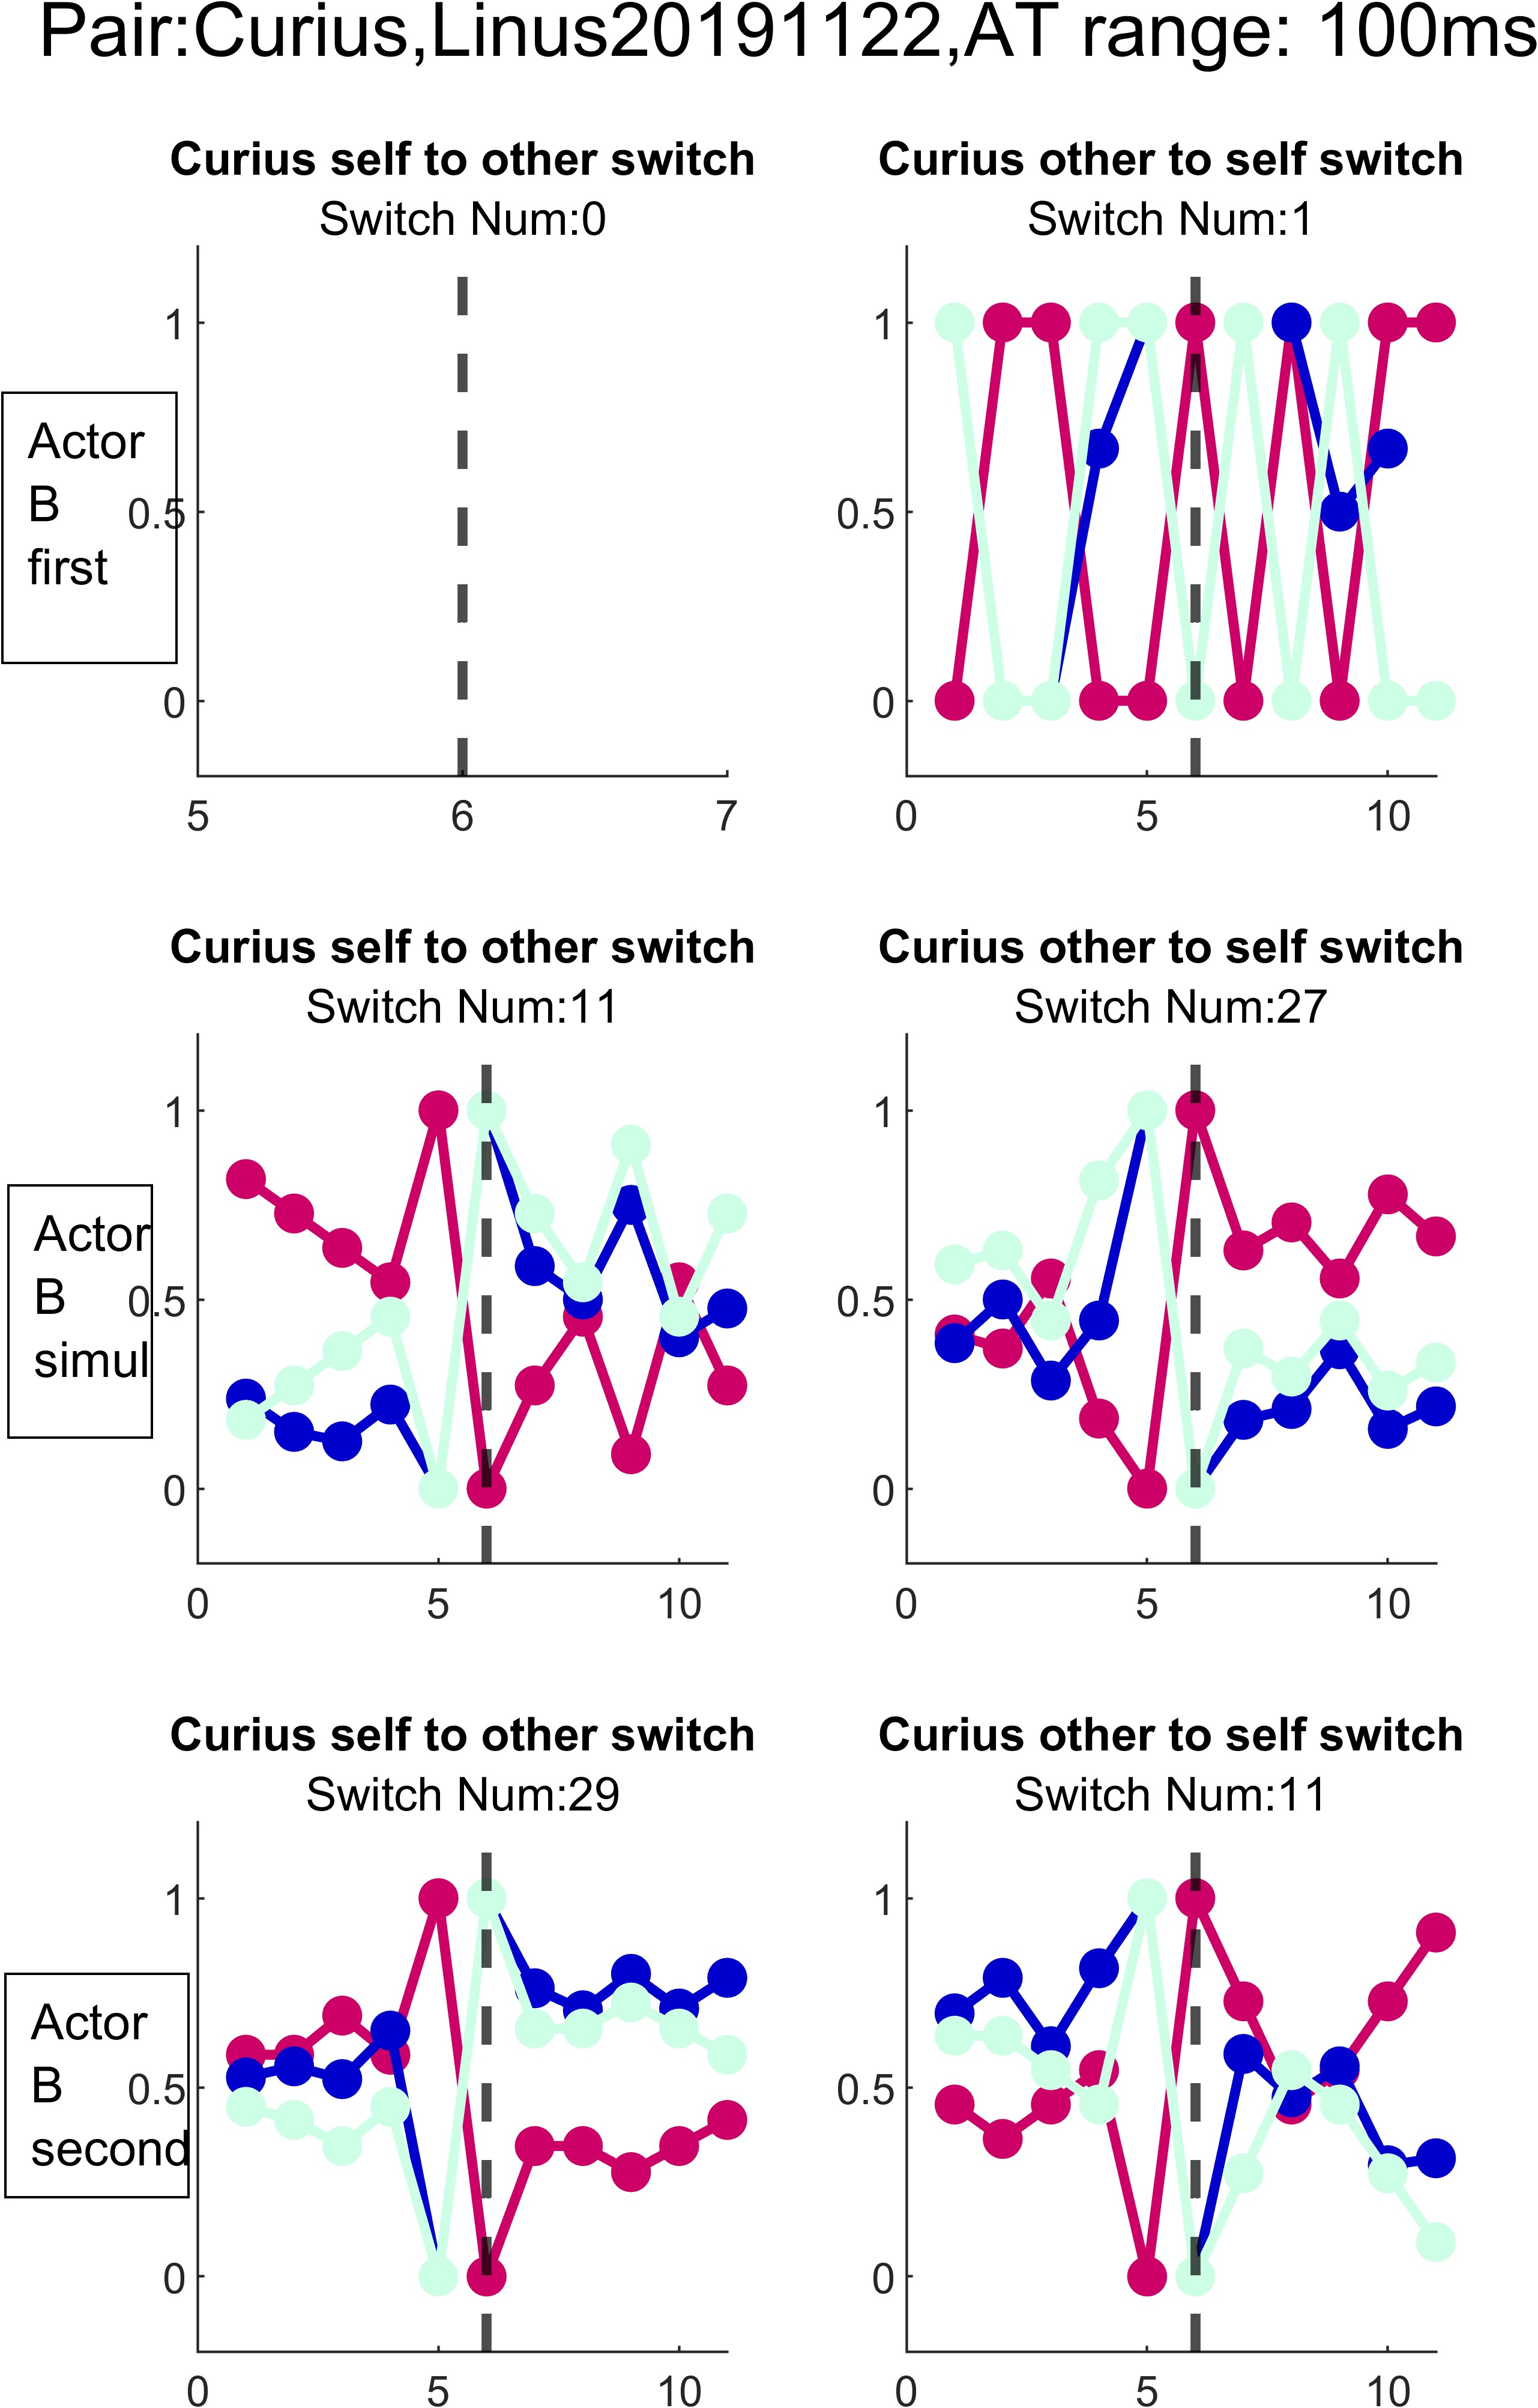 Pair:Curius,Linus20191122,AT range: 100ms
Curius self to other switch
Switch Num:0
Curius other to self switch
Switch Num:1
Actor
B
first
1
0.5
0
5
6
7
1
0.5
0
0
5
10
Curius self to other switch
Switch Num:11
Curius other to self switch
Switch Num:27
Actor
B
simul
1
0.5
0
0
5
10
1
0.5
0
0
5
10
Curius self to other switch
Switch Num:29
Curius other to self switch
Switch Num:11
Actor
B
second
1
0.5
0
0
5
10
1
0.5
0
0
5
10